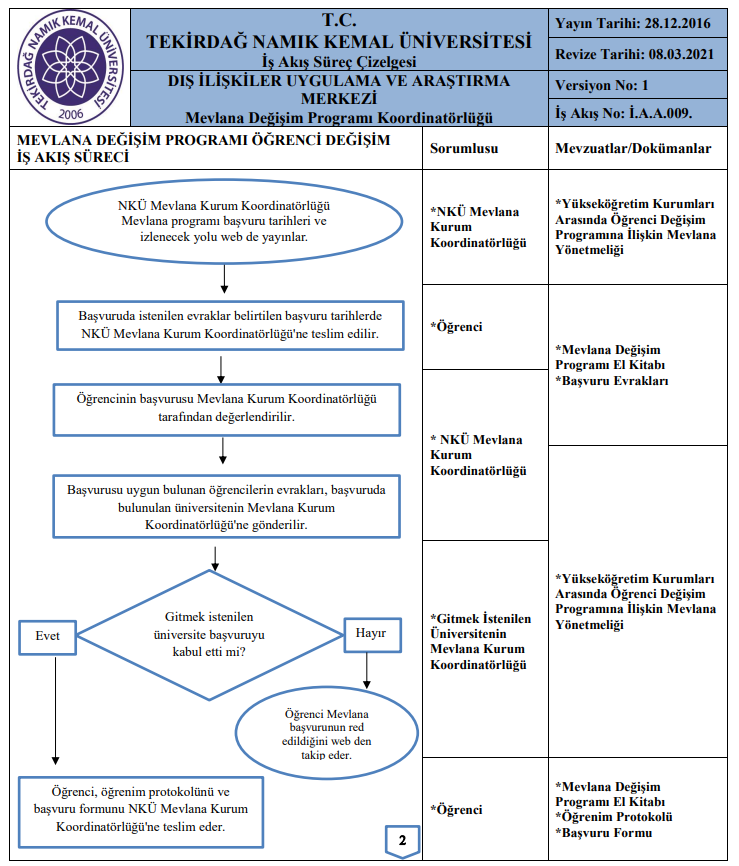 TEKİRDAĞ NAMIK KEMAL ÜNİVERSİTESİ
2006
T.C.
TEKİRDAĞ NAMIK KEMAL ÜNİVERSİTESİ
İş Akış Süreç Çizelgesi
DIŞ İLİŞKİLER UYGULAMA VE ARAŞTIRMA
MERKEZİ
Mevlana Değişim Programı Koordinatörlüğü
Yayın Tarihi: 28.12.2016
Revize Tarihi: 08.03.2021
Versiyon No: 1
İş Akış No: İ.A.A.009.
MEVLANA DEĞİŞİM PROGRAMI ÖĞRENCİ DEĞİŞİM
İŞ AKIŞ SÜRECİ
Sorumlusu
Mevzuatlar/Dokümanlar
NKÜ Mevlana Kurum Koordinatörlüğü
Mevlana programı başvuru tarihleri ve
izlenecek yolu web de yayınlar.
*NKÜ Mevlana
Kurum
Koordinatörlüğü
*Yükseköğretim Kurumları
Arasında Öğrenci Değişim
Programına İlişkin Mevlana
Yönetmeliği
Başvuruda istenilen evraklar belirtilen başvuru tarihlerde
NKÜ Mevlana Kurum Koordinatörlüğü'ne teslim edilir.
*Öğrenci
*Mevlana Değişim
Programı El Kitabı
*Başvuru Evrakları
Öğrencinin başvurusu Mevlana Kurum Koordinatörlüğü
tarafından değerlendirilir.
* NKÜ Mevlana
Kurum
Koordinatörlüğü
Başvurusu uygun bulunan öğrencilerin evrakları, başvuruda
bulunulan üniversitenin Mevlana Kurum
Koordinatörlüğü'ne gönderilir.
Gitmek istenilen
üniversite başvuruyu
kabul etti mi?
Evet
Hayır
*Gitmek İstenilen
Üniversitenin
Mevlana Kurum
Koordinatörlüğü
*Yükseköğretim Kurumları
Arasında Öğrenci Değişim
Programına İlişkin Mevlana
Yönetmeliği
Öğrenci Mevlana
başvurunun red
edildiğini web den
takip eder.
Öğrenci, öğrenim protokolünü ve
başvuru formunu NKÜ Mevlana Kurum
Koordinatörlüğü'ne teslim eder.
2
*Öğrenci
*Mevlana Değişim
Programı El Kitabı
*Öğrenim Protokolü
*Başvuru Formu